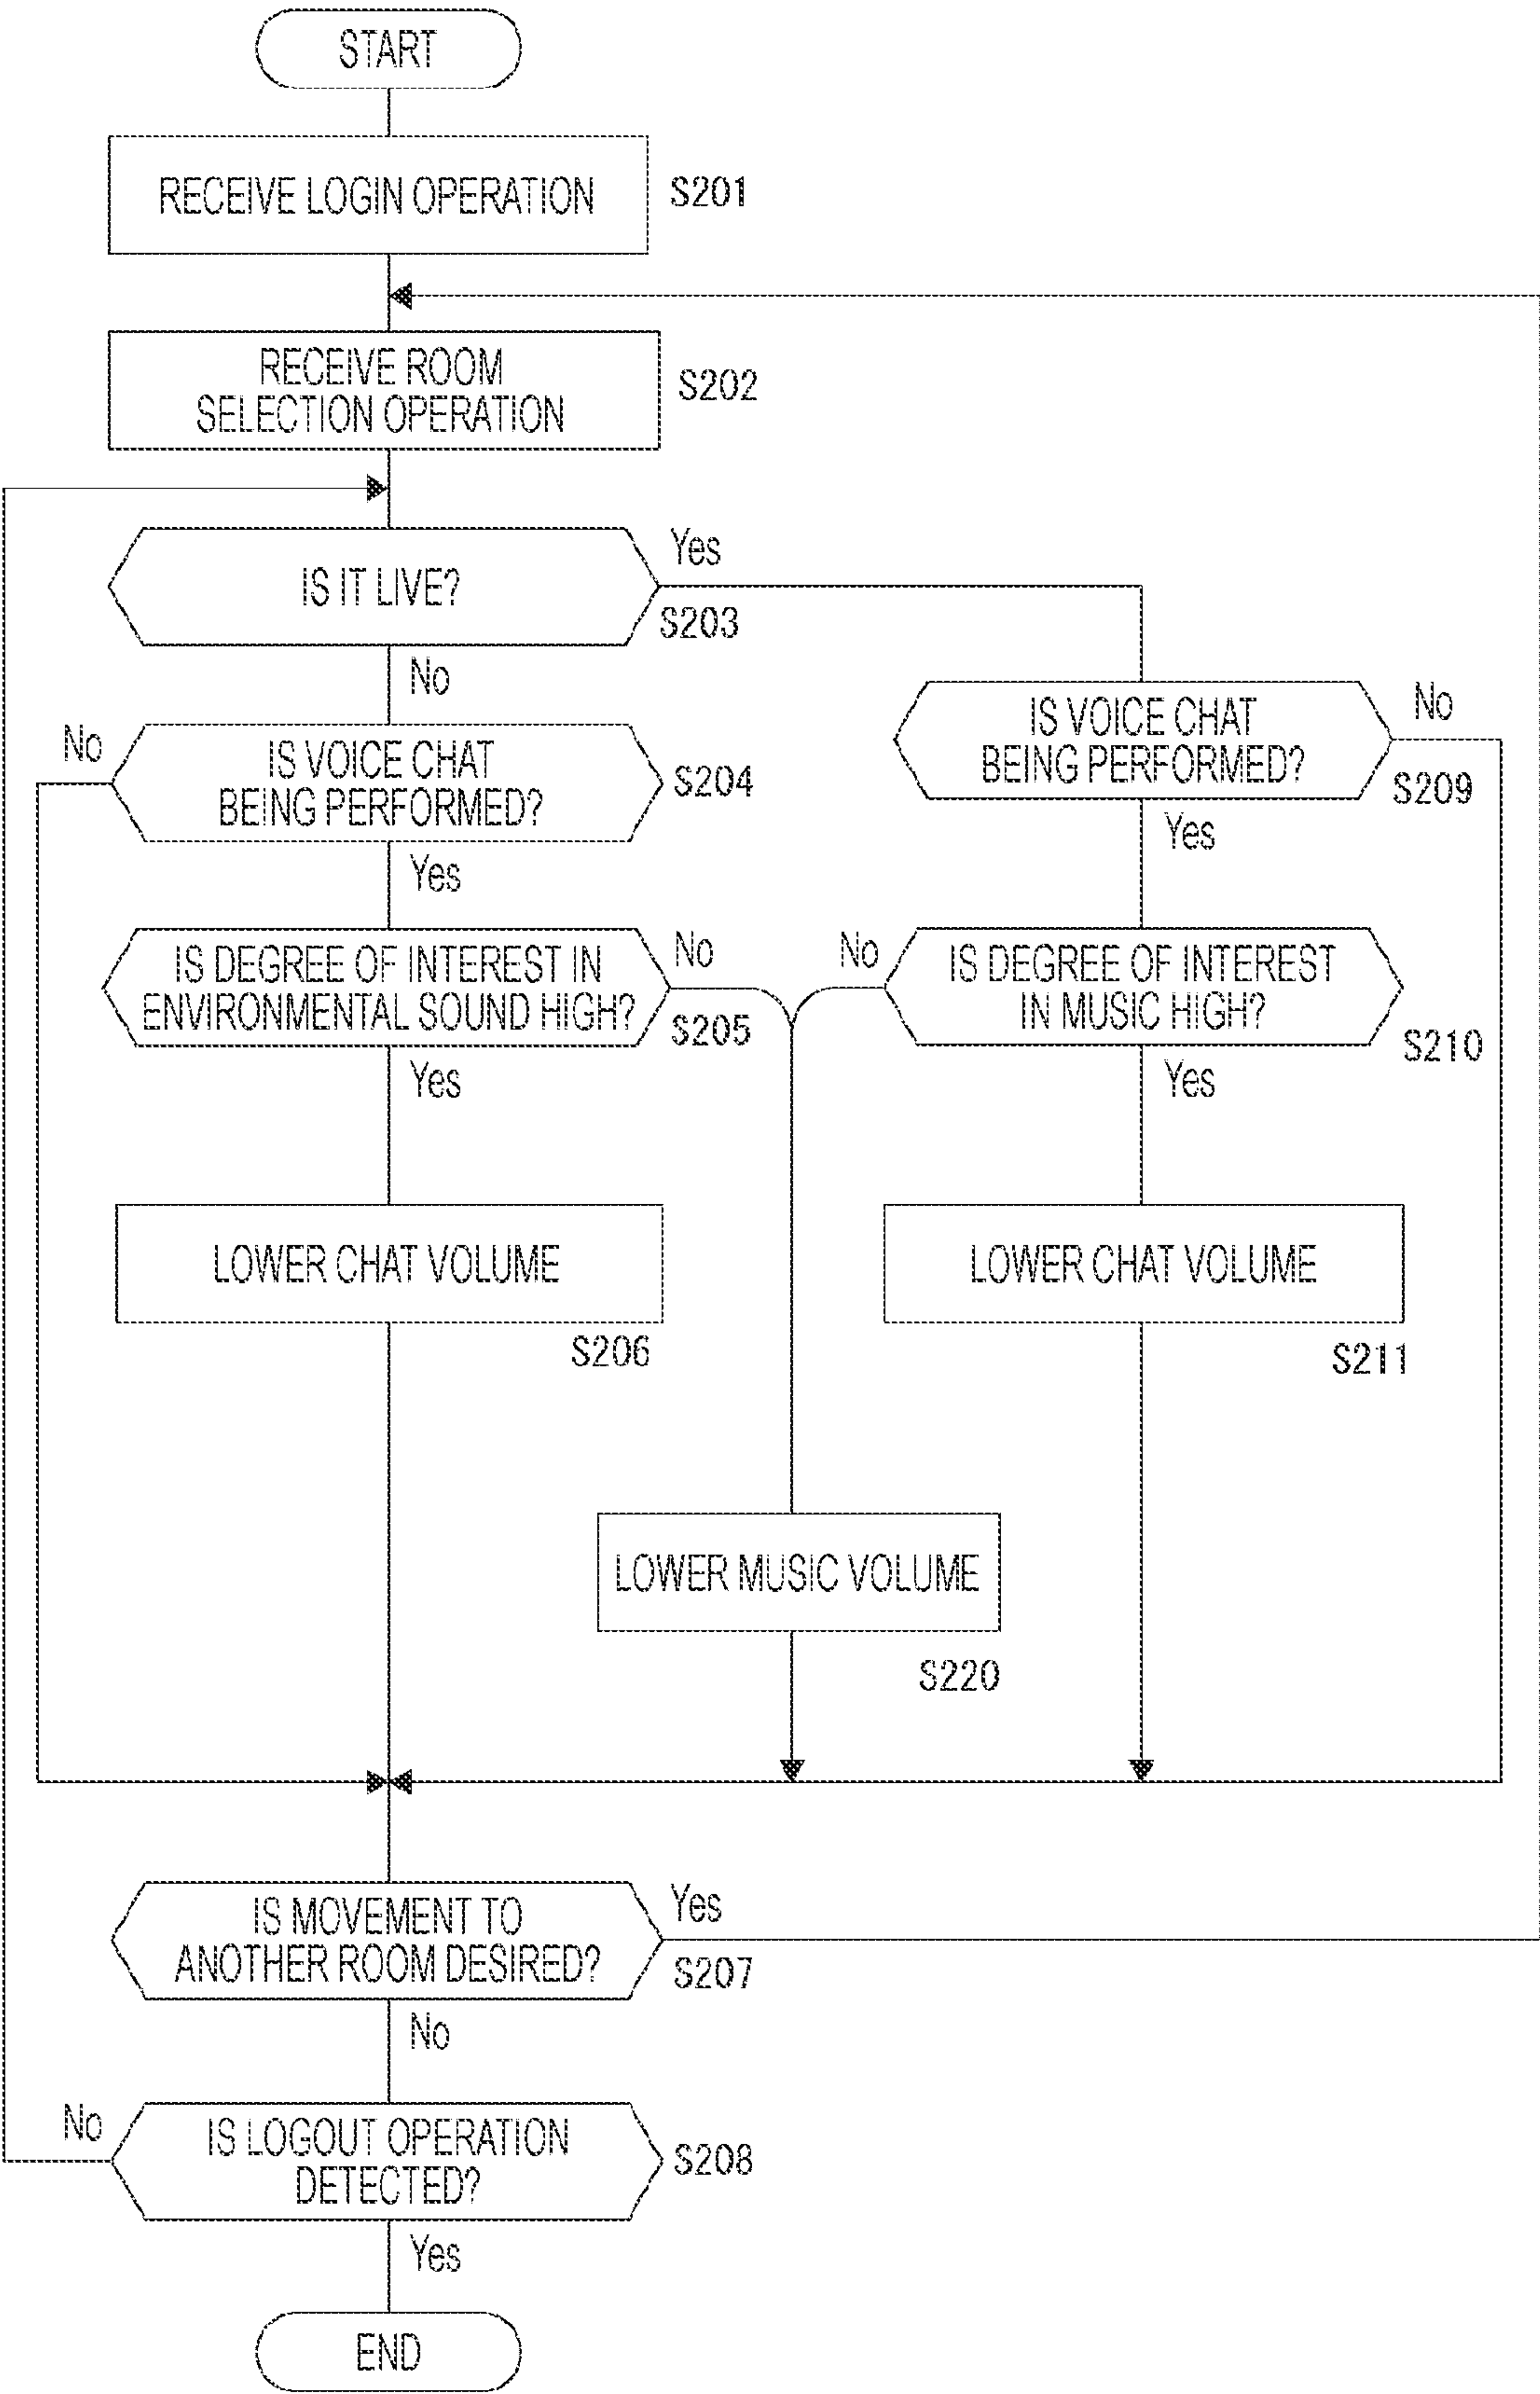 START
RECEIVE LOGIN OPERATION
S201
RECEIVE ROOM
SELECTION OPERATION
S202
IS IT LIVE?
Yes
S203
No
No
IS VOICE CHAT
BEING PERFORMED?
S204
Yes
IS VOICE CHAT
BEING PERFORMED?
No
S209
Yes
IS DEGREE OF INTEREST IN
ENVIRONMENTAL SOUND HIGH?
No
S205
Yes
No
IS DEGREE OF INTEREST
IN MUSIC HIGH?
S210
Yes
LOWER CHAT VOLUME
S206
LOWER CHAT VOLUME
S211
LOWER MUSIC VOLUME
S220
IS MOVEMENT TO
ANOTHER ROOM DESIRED?
Yes
S207
No
No
IS LOGOUT OPERATION
DETECTED?
S208
Yes
END